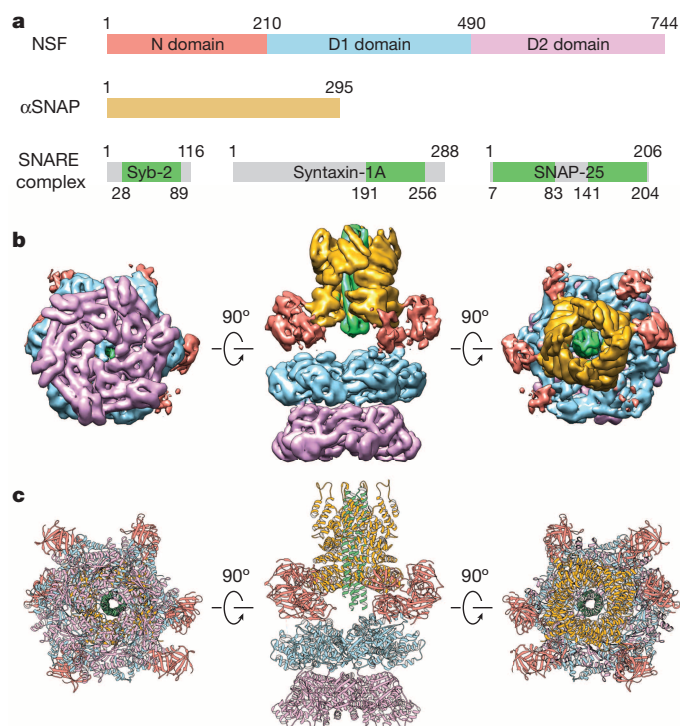 a
1 210 490 744
NSF N domain D1 domain D2 domain
1 295
αSNAP
1 116 1 288 1 206
SNARE complex Syb-2 Syntaxin-1A SNAP-25
28 89 191 256 7 83 141 204
b
90º 90º
c
90º 90º